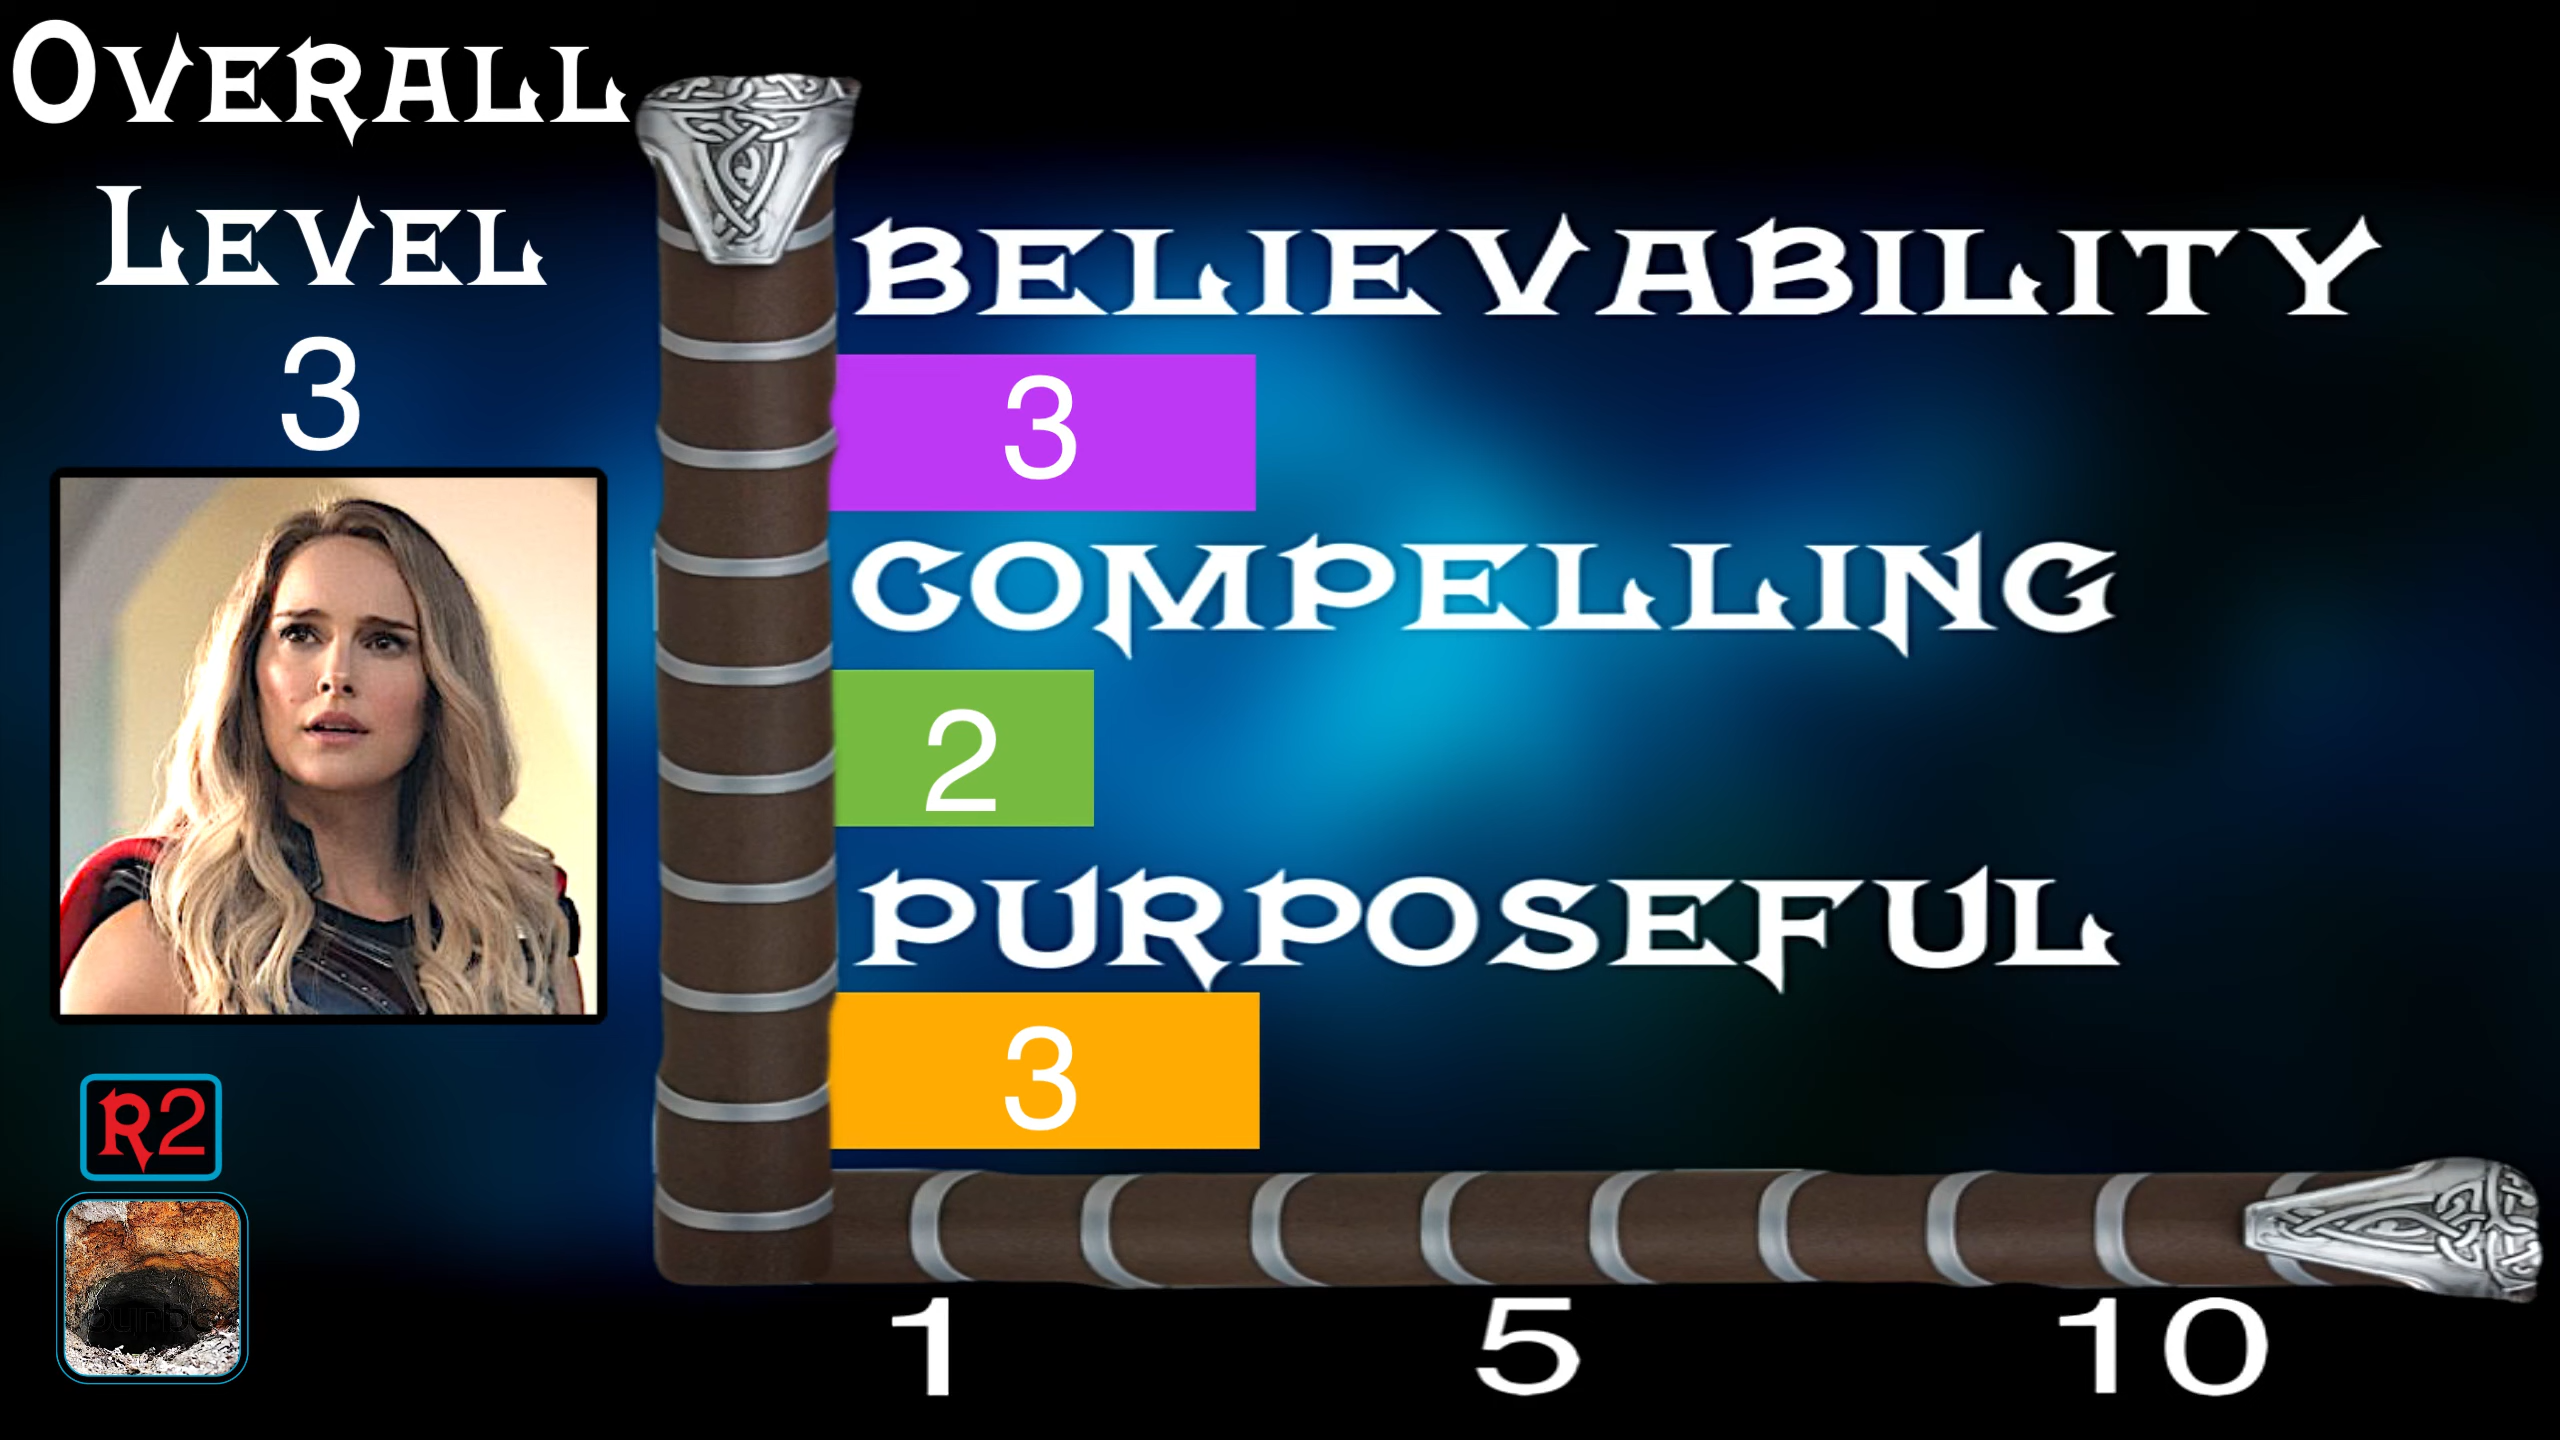 Overall
Level
3
Believability
3
Compelling
2
Purposeful
3
R2
1 5 10